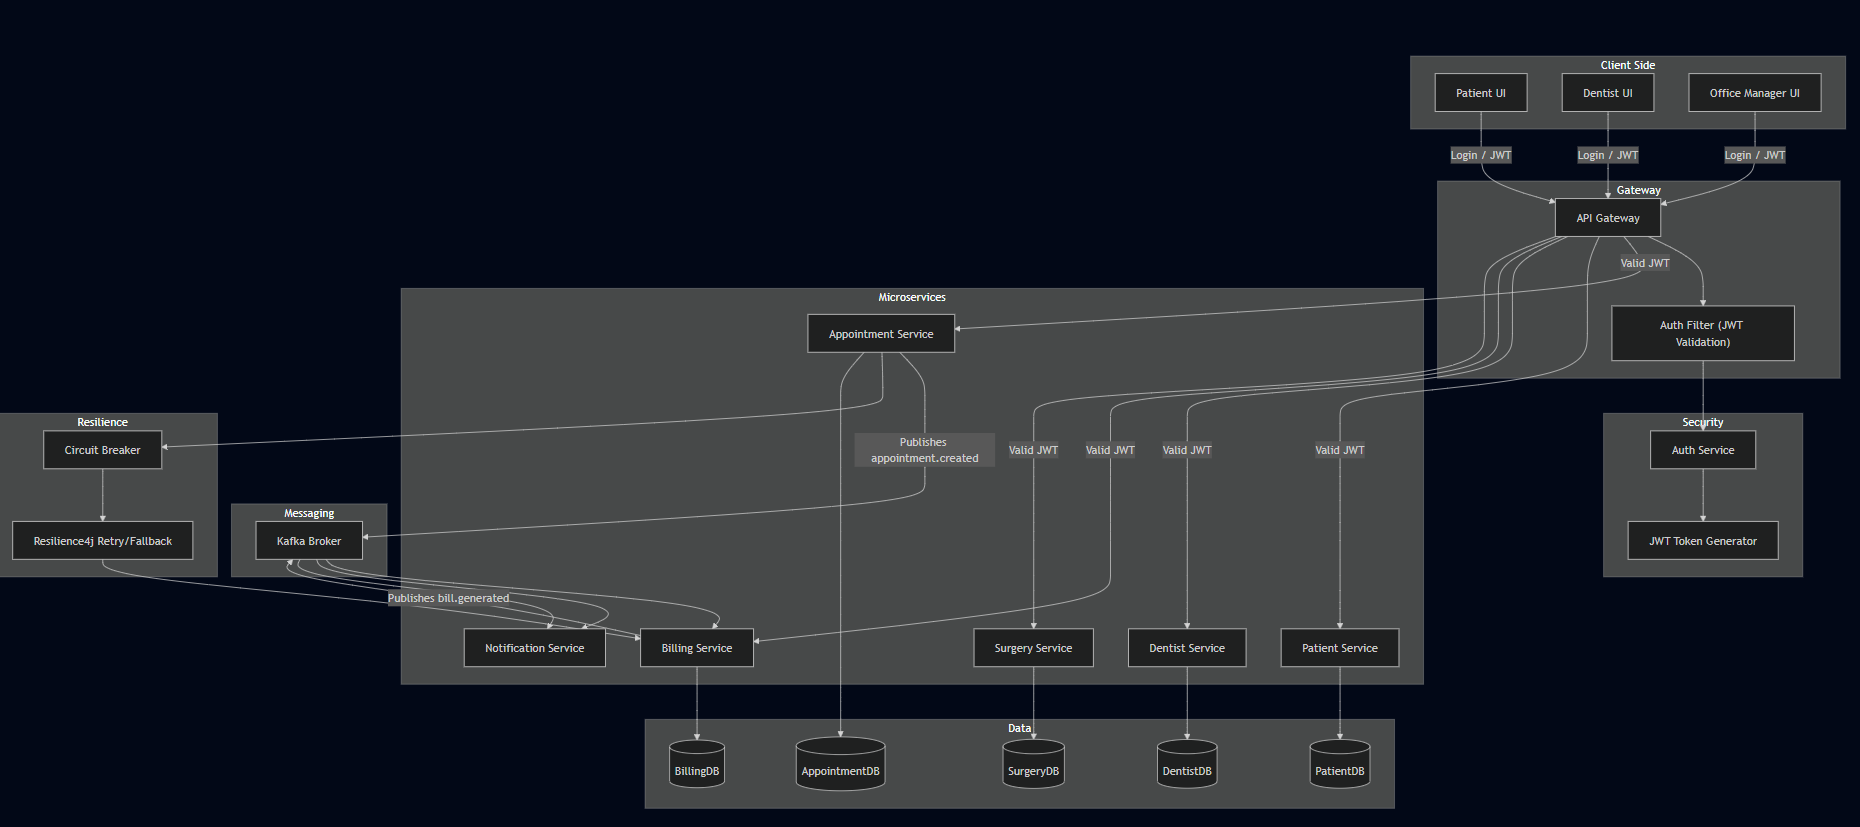 Client Side
Patient UI
Dentist UI
Office Manager UI
Login / JWT
Login / JWT
Login / JWT
Gateway
API Gateway
Valid JWT
Auth Filter (JWT
Validation)
Microservices
Appointment Service
Resilience
Circuit Breaker
Publishes
appointment.created
Valid JWT
Valid JWT
Valid JWT
Valid JWT
Security
Auth Service
Messaging
Kafka Broker
Resilience4j Retry/Fallback
JWT Token Generator
Publishes bill.generated
Notification Service
Billing Service
Surgery Service
Dentist Service
Patient Service
Data
BillingDB
AppointmentDB
SurgeryDB
DentistDB
PatientDB